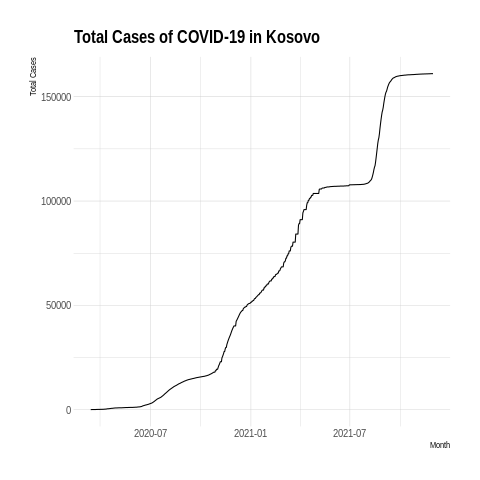 Total Cases of COVID-19 in Kosovo
Total Cases
150000
100000
50000
0
2020-07 2021-01 2021-07
Month